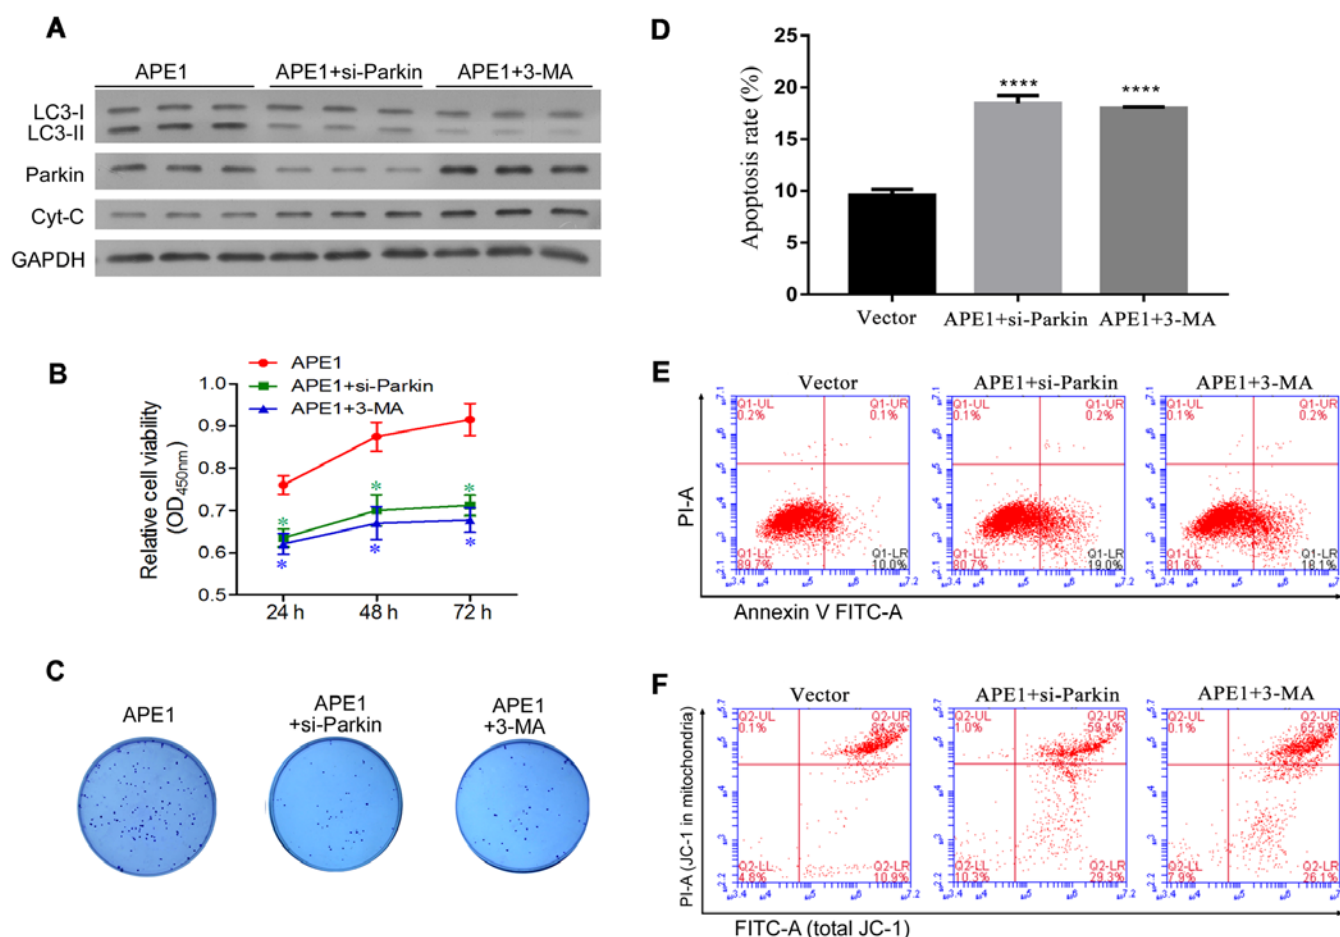 A
APE1
APE1+si-Parkin
APE1+3-MA
LC3-I
LC3-II
Parkin
Cyt-C
GAPDH
B
APE1
APE1+si-Parkin
APE1+3-MA
Relative cell viability
(OD450nm)
1.0
0.9
0.8
0.7
0.6
0.5
*
*
*
*
*
*
24 h
48 h
72 h
C
APE1
APE1
+si-Parkin
APE1
+3-MA
D
Apoptosis rate (%)
25
20
15
10
5
0
****
****
Vector
APE1+si-Parkin
APE1+3-MA
E
Vector
APE1+si-Parkin
APE1+3-MA
PI-A
Q1-UL
0.2%
Q1-UR
0.1%
Q1-LL
89.7%
Q1-LR
10.0%
Q1-UL
0.1%
Q1-UR
0.2%
Q1-LL
80.7%
Q1-LR
19.0%
Q1-UL
0.1%
Q1-UR
0.2%
Q1-LL
81.6%
Q1-LR
18.1%
Annexin V FITC-A
F
Vector
APE1+si-Parkin
APE1+3-MA
PI-A (JC-1 in mitochondria)
Q2-UL
0.1%
Q2-UR
Q2-LL
4.8%
Q2-LR
10.9%
Q2-UL
1.0%
Q2-UR
59.4%
Q2-LL
10.3%
Q2-LR
29.3%
Q2-UL
0.1%
Q2-UR
Q2-LL
7.9%
Q2-LR
26.1%
FITC-A (total JC-1)